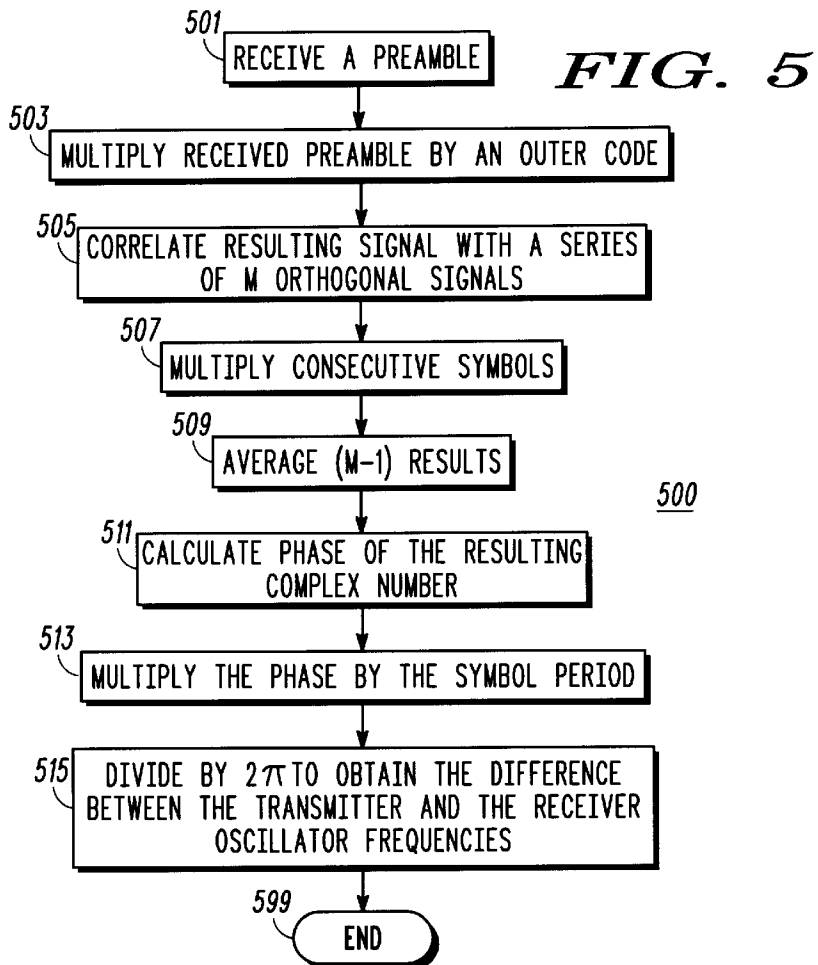 501
RECEIVE A PREAMBLE
FIG. 5
503
MULTIPLY RECEIVED PREAMBLE BY AN OUTER CODE
505
CORRELATE RESULTING SIGNAL WITH A SERIES
OF M ORTHOGONAL SIGNALS
507
MULTIPLY CONSECUTIVE SYMBOLS
509
AVERAGE (M-1) RESULTS
500
511
CALCULATE PHASE OF THE RESULTING
COMPLEX NUMBER
513
MULTIPLY THE PHASE BY THE SYMBOL PERIOD
515
DIVIDE BY 2π TO OBTAIN THE DIFFERENCE
BETWEEN THE TRANSMITTER AND THE RECEIVER
OSCILLATOR FREQUENCIES
599
END